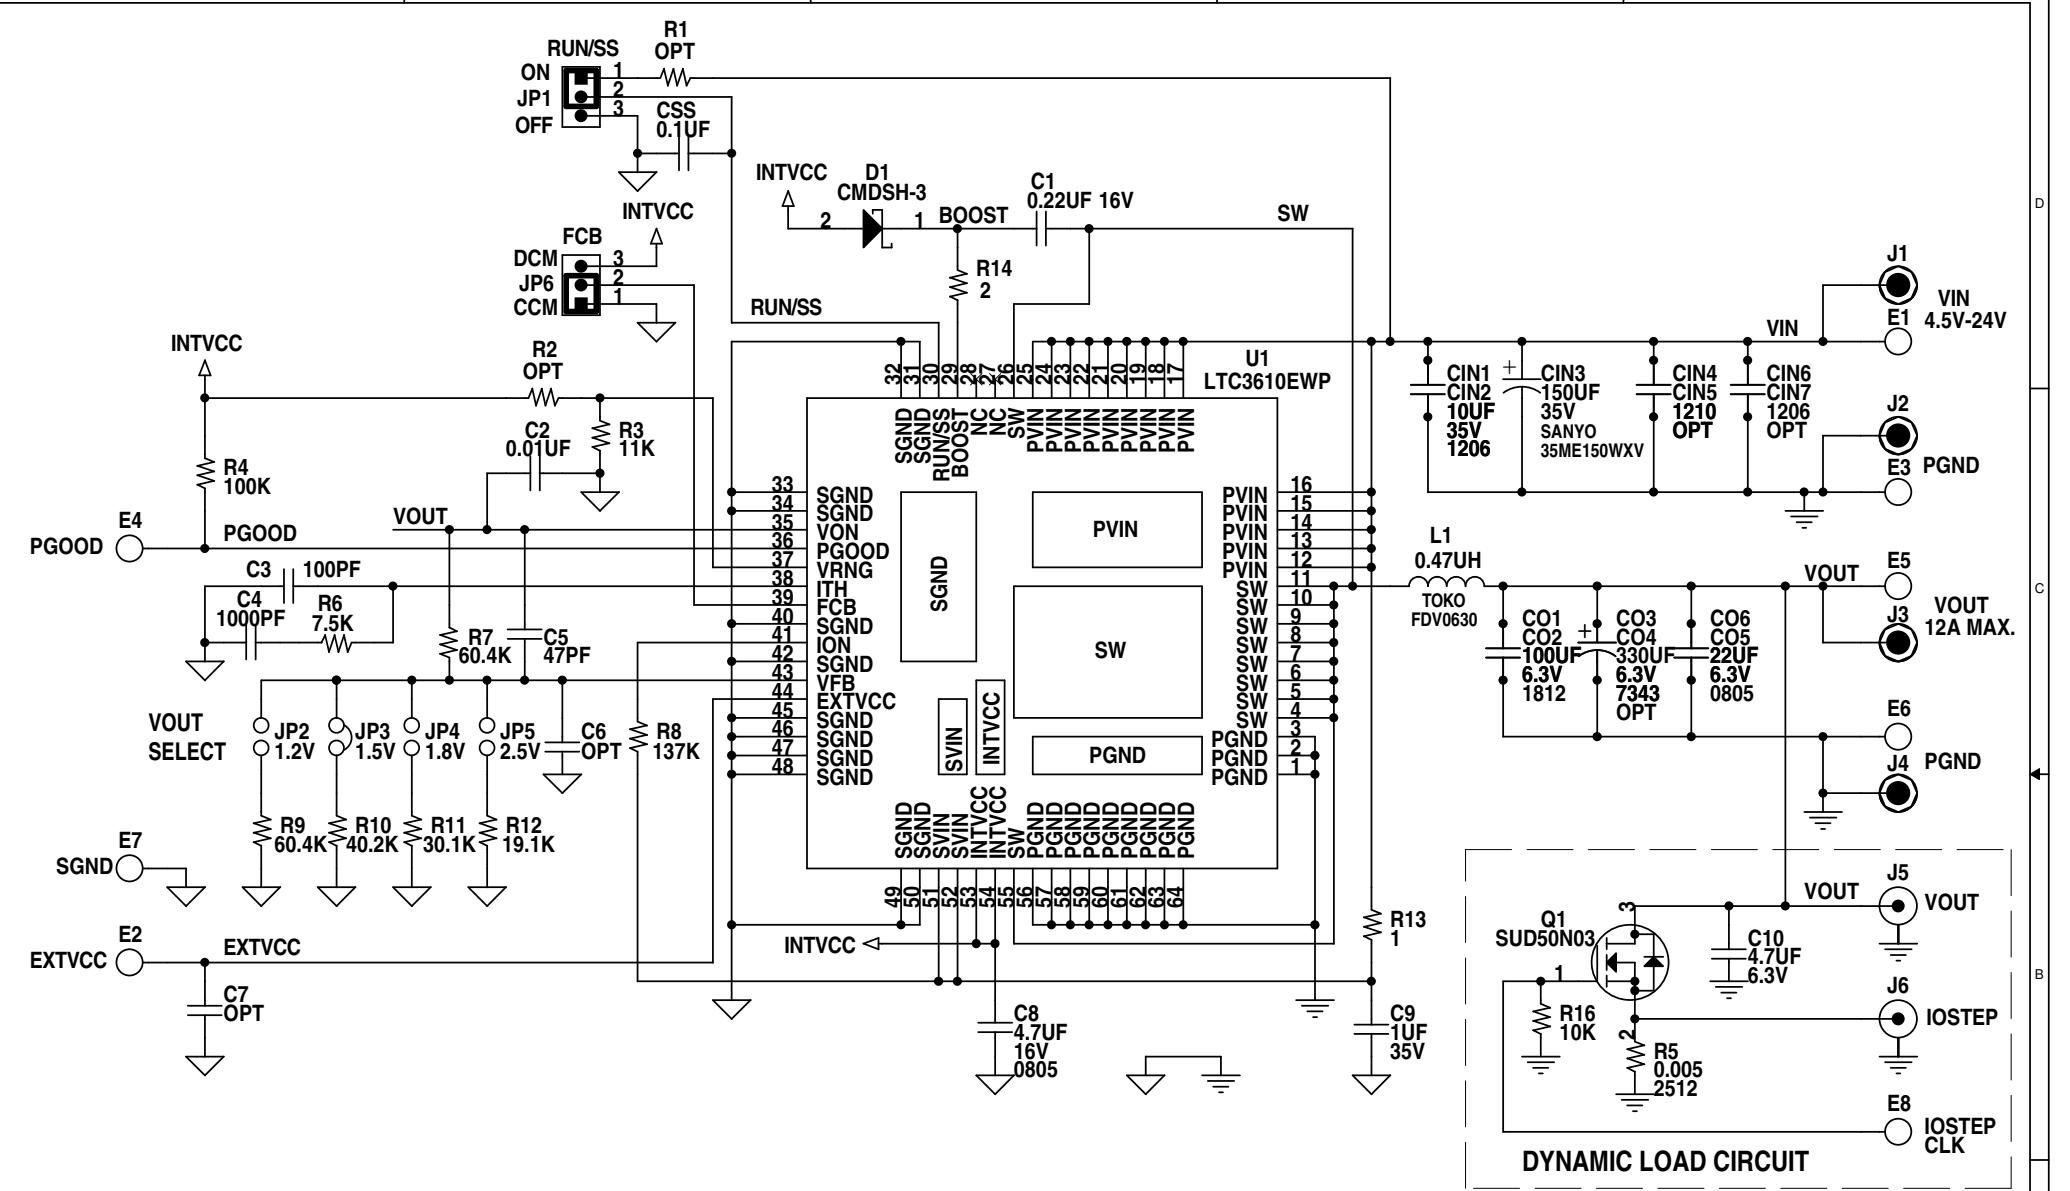 R1
OPT
RUN/SS
ON
JP1
OFF
1
2
3
CSS
0.1UF
INTVCC
FCB
DCM
JP6
CCM
3
2
1
INTVCC
D1
CMDSH-3
2
1
BOOST
C1
0.22UF 16V
SW
R14
2
RUN/SS
J1
VIN
4.5V-24V
E1
VIN
INTVCC
R2
OPT
C2
0.01UF
R3
11K
R4
100K
E4
PGOOD
PGOOD
VOUT
C3
100PF
C4
1000PF
R6
7.5K
R7
60.4K
C5
47PF
VOUT
SELECT
JP2
1.2V
JP3
1.5V
JP4
1.8V
JP5
2.5V
C6
OPT
R8
137K
R9
60.4K
R10
40.2K
R11
30.1K
R12
19.1K
E7
SGND
E2
EXTVCC
EXTVCC
C7
OPT
U1
LTC3610EWP
32
31
30
29
28
27
26
25
24
23
22
21
20
19
18
17
SGND
SGND
RUN/SS
BOOST
NC
NC
SW
PVIN
PVIN
PVIN
PVIN
PVIN
PVIN
PVIN
PVIN
PVIN
33 SGND
34 SGND
35 VON
36 PGOOD
37 VRNG
38 ITH
39 FCB
40 SGND
41 ION
42 SGND
43 VFB
44 EXTVCC
45 SGND
46 SGND
47 SGND
48 SGND
SGND
PVIN
SW
SVIN
INTVCC
PGND
PVIN 16
PVIN 15
PVIN 14
PVIN 13
PVIN 12
SW 11
SW 10
SW 9
SW 8
SW 7
SW 6
SW 5
SW 4
PGND 3
PGND 2
PGND 1
SGND
SGND
SVIN
SVIN
INTVCC
INTVCC
SW
PGND
PGND
PGND
PGND
PGND
PGND
PGND
PGND
PGND
49
50
51
52
53
54
55
56
57
58
59
60
61
62
63
64
INTVCC
C8
4.7UF
16V
0805
R13
1
C9
1UF
35V
CIN1
CIN2
10UF
35V
1206
+
CIN3
150UF
35V
SANYO
35ME150WXV
CIN4
CIN5
1210
OPT
CIN6
CIN7
1206
OPT
J2
E3
PGND
L1
0.47UH
TOKO
FDV0630
VOUT
E5
VOUT
12A MAX.
J3
CO1
CO2
100UF
6.3V
1812
+
CO3
CO4
330UF
6.3V
7343
OPT
CO6
CO5
22UF
6.3V
0805
E6
PGND
J4
Q1
SUD50N03
3
1
2
VOUT
J5
VOUT
C10
4.7UF
6.3V
J6
IOSTEP
R16
10K
R5
0.005
2512
E8
IOSTEP
CLK
DYNAMIC LOAD CIRCUIT
D
C
B